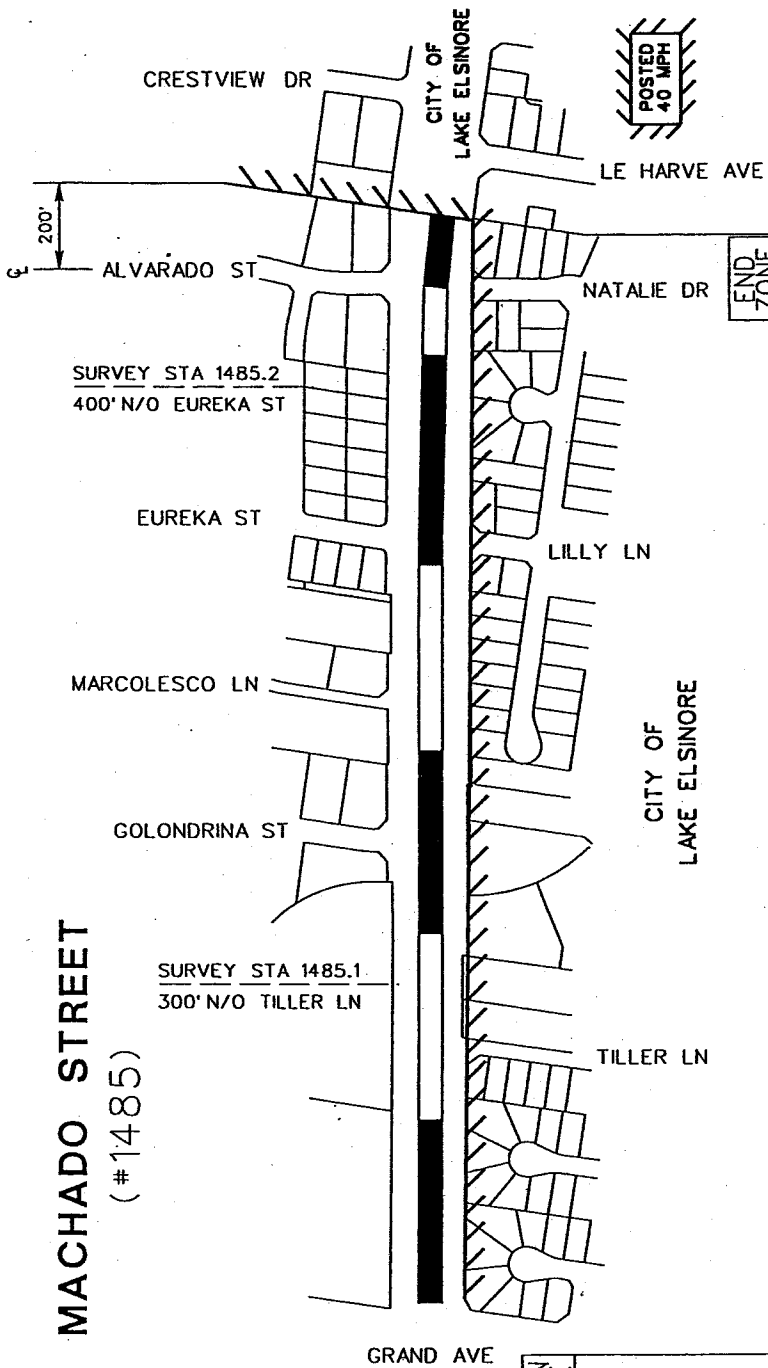 MACHADO STREET
(#1485)
CRESTVIEW DR
CITY OF
LAKE ELSINORE
POSTED
40 MPH
LE HARVE AVE
200'
℄
ALVARADO ST
NATALIE DR
END
ZONE
SURVEY STA 1485.2
400' N/O EUREKA ST
EUREKA ST
LILLY LN
MARCOLESCO LN
CITY OF
LAKE ELSINORE
GOLONDRINA ST
SURVEY STA 1485.1
300' N/O TILLER LN
TILLER LN
GRAND AVE